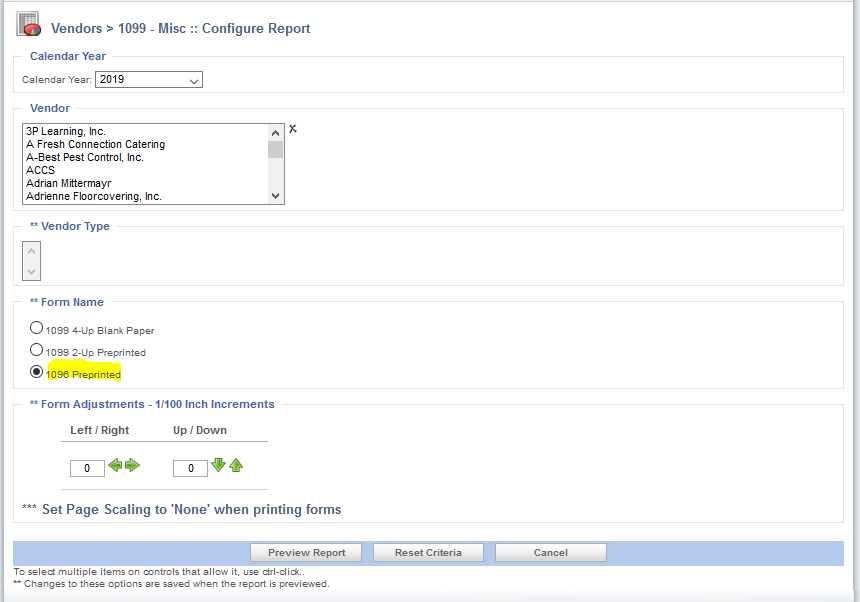 Vendors > 1099 - Misc :: Configure Report
Calendar Year
Calendar Year: 2019
Vendor
3P Learning, Inc.
A Fresh Connection Catering
A-Best Pest Control, Inc.
ACCS
Adrian Mittermayr
Adrienne Floorcovering, Inc.
** Vendor Type
** Form Name
1099 4-Up Blank Paper
1099 2-Up Preprinted
1096 Preprinted
** Form Adjustments - 1/100 Inch Increments
Left / Right Up / Down
0 0
*** Set Page Scaling to 'None' when printing forms
Preview Report Reset Criteria Cancel
To select multiple items on controls that allow it, use ctrl-click..
** Changes to these options are saved when the report is previewed.